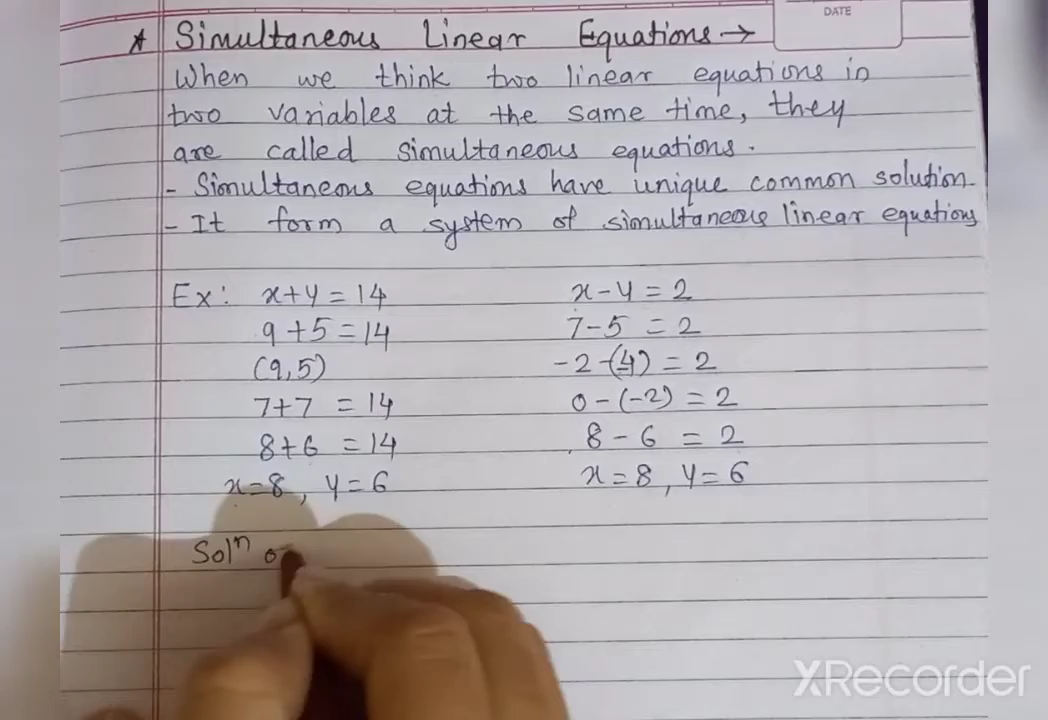 DATE
* Simultaneous Linear Equations →
When we think two linear equations in
two variables at the same time, they
are called simultaneous equations.
- Simultaneous equations have unique common solution
- It form a system of simultaneous linear equations
Ex: x+y=14 x-y=2
9+5=14 7-5=2
(9,5) -2-(4)=2
7+7=14 0-(-2)=2
8+6=14 8-6=2
x=8, y=6 x=8, y=6
Solⁿ o
XRecorder